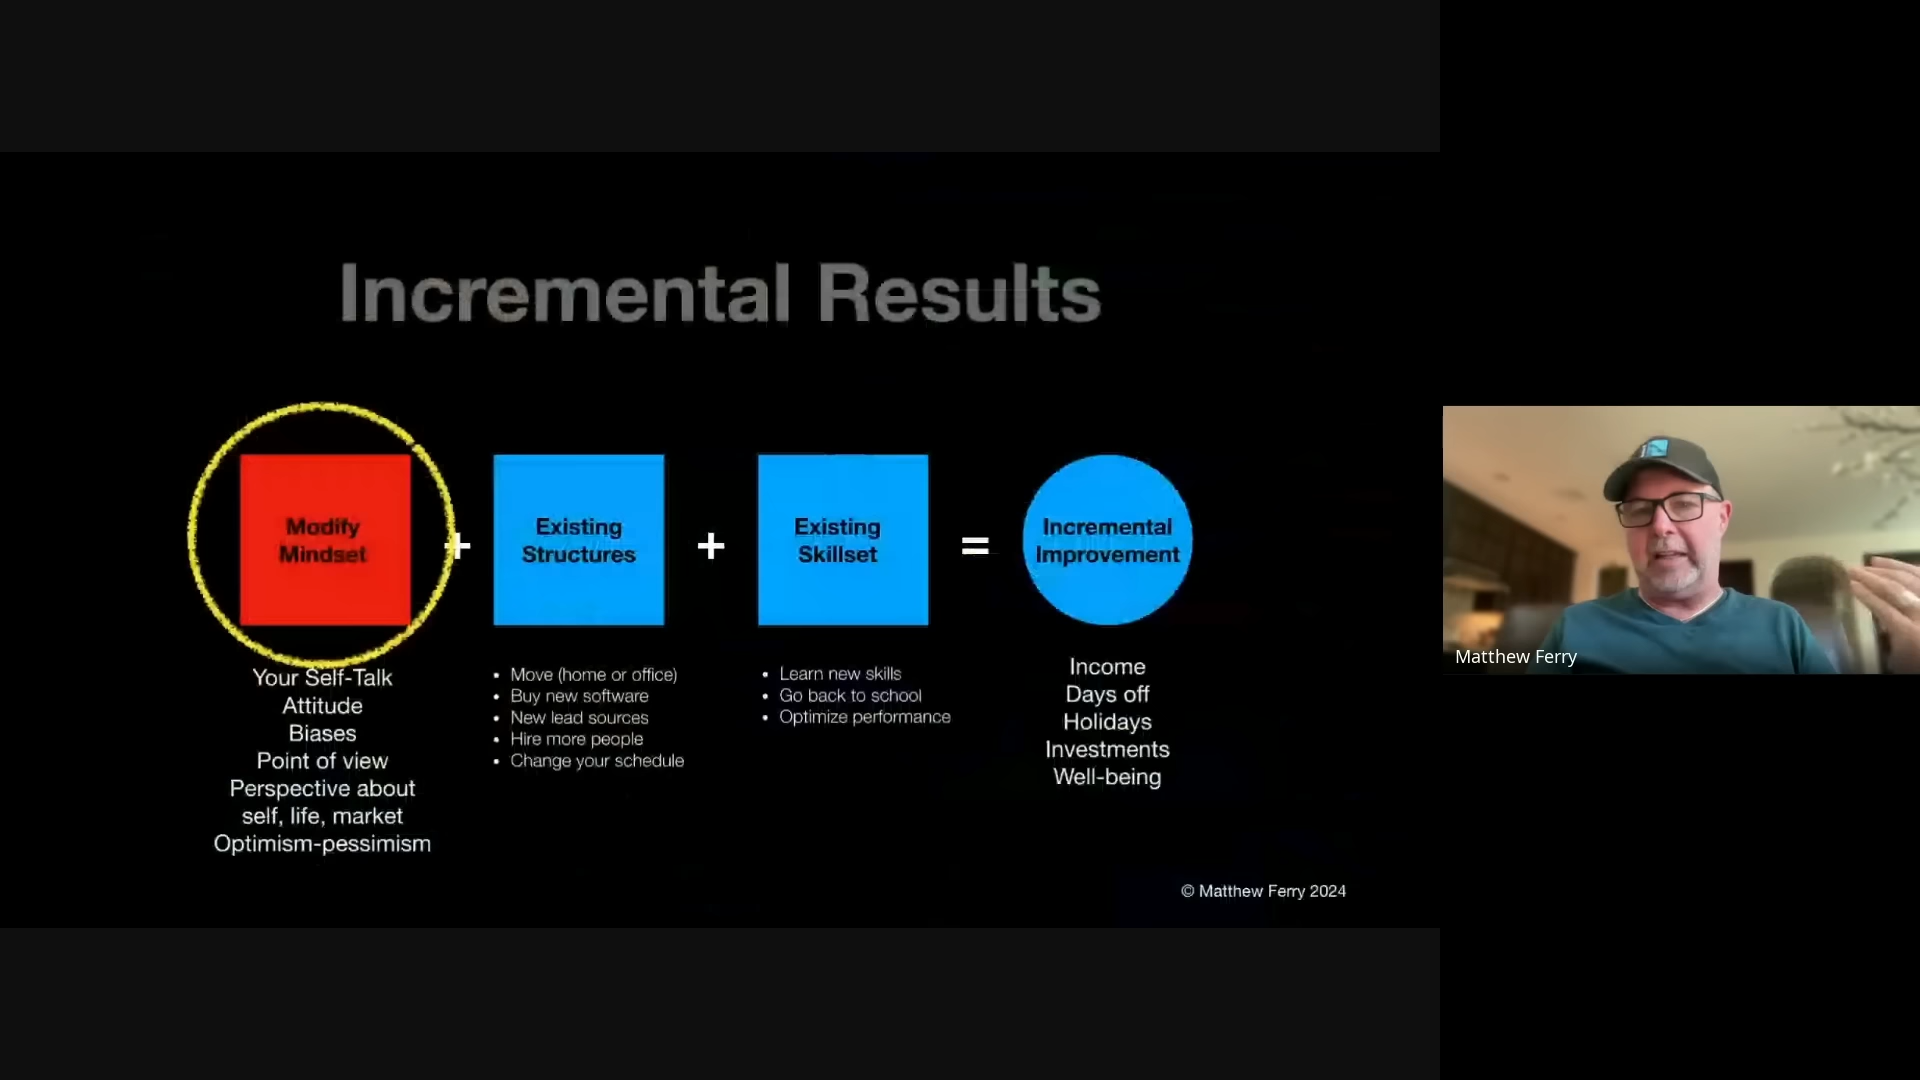 Incremental Results
Modify
Mindset
+
Existing
Structures
+
Existing
Skillset
=
Incremental
Improvement
Your Self-Talk
Attitude
Biases
Point of view
Perspective about
self, life, market
Optimism-pessimism
• Move (home or office)
• Buy new software
• New lead sources
• Hire more people
• Change your schedule
• Learn new skills
• Go back to school
• Optimize performance
Income
Days off
Holidays
Investments
Well-being
© Matthew Ferry 2024
Matthew Ferry